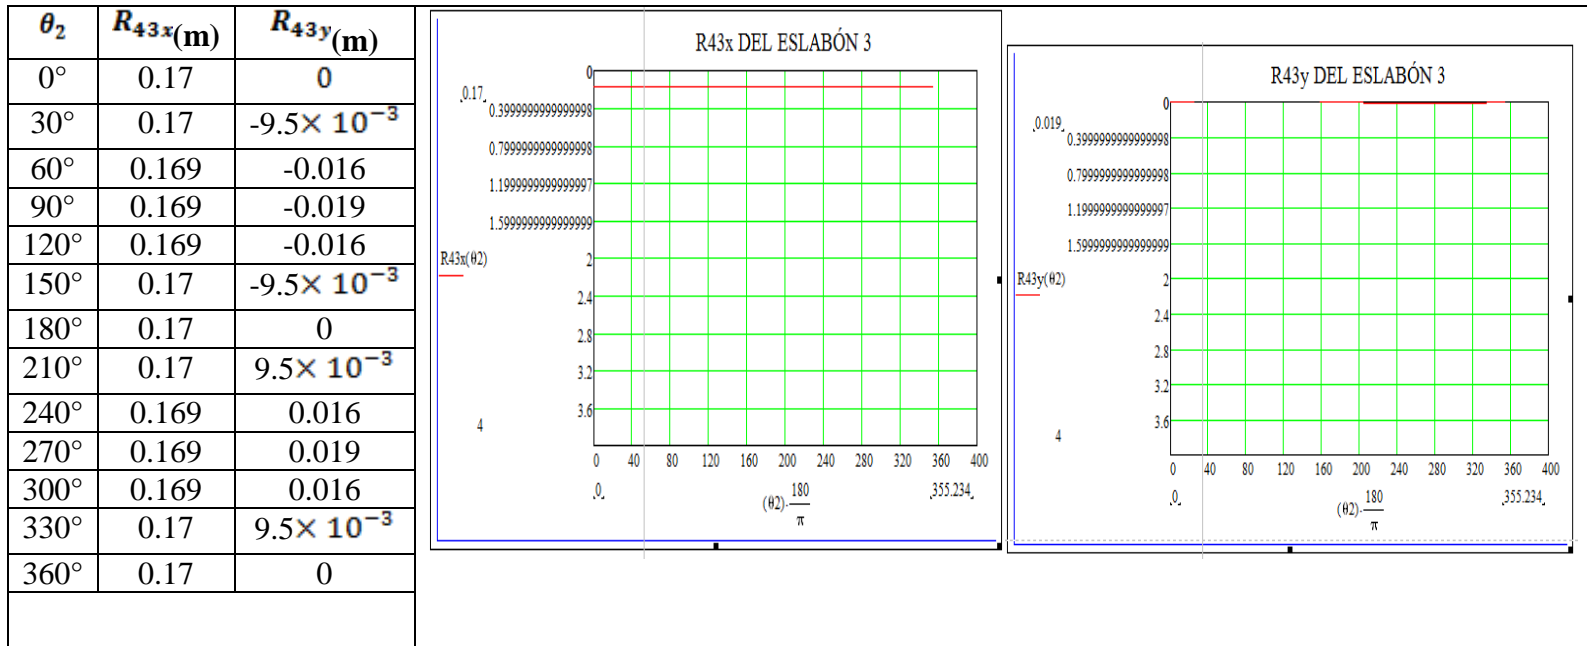 θ₂ R₄₃ₓ(m) R₄₃ᵧ(m)
0° 0.17 0
30° 0.17 -9.5× 10⁻³
60° 0.169 -0.016
90° 0.169 -0.019
120° 0.169 -0.016
150° 0.17 -9.5× 10⁻³
180° 0.17 0
210° 0.17 9.5× 10⁻³
240° 0.169 0.016
270° 0.169 0.019
300° 0.169 0.016
330° 0.17 9.5× 10⁻³
360° 0.17 0
R43x DEL ESLABÓN 3
0
0.17
0.3999999999999998
0.7999999999999998
1.1999999999999997
1.5999999999999999
R43x(θ2)
2
2.4
2.8
3.2
3.6
4
0 40 80 120 160 200 240 280 320 360 400
0 (θ2)·180/π 355.234
R43y DEL ESLABÓN 3
0
0.019
0.3999999999999998
0.7999999999999998
1.1999999999999997
1.5999999999999999
R43y(θ2)
2
2.4
2.8
3.2
3.6
4
0 40 80 120 160 200 240 280 320 360 400
0 (θ2)·180/π 355.234